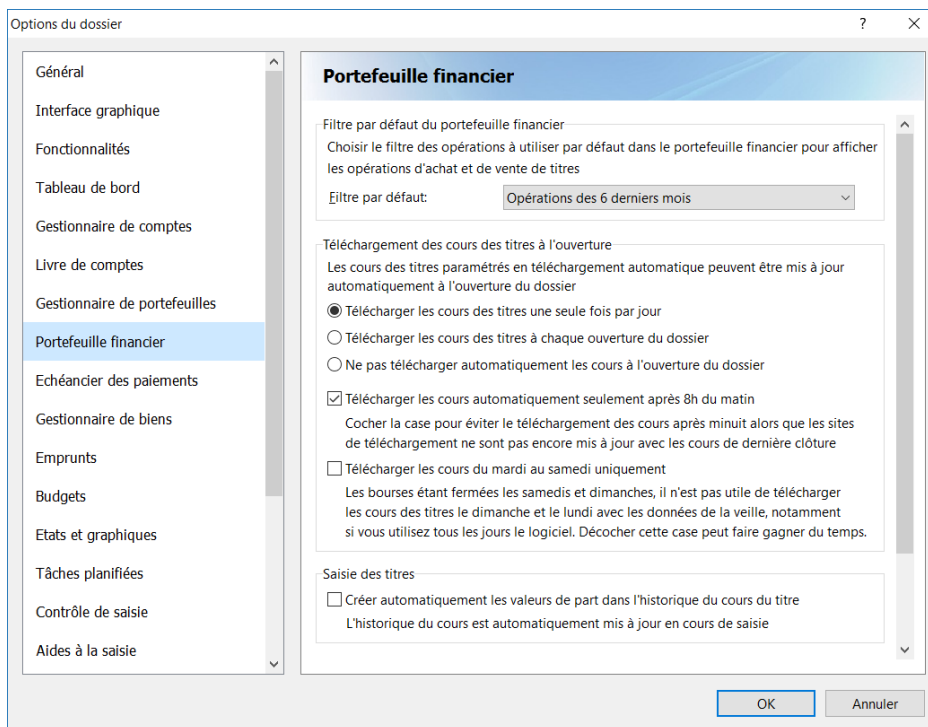 Options du dossier
?
Général
Interface graphique
Fonctionnalités
Tableau de bord
Gestionnaire de comptes
Livre de comptes
Gestionnaire de portefeuilles
Portefeuille financier
Echéancier des paiements
Gestionnaire de biens
Emprunts
Budgets
Etats et graphiques
Tâches planifiées
Contrôle de saisie
Aides à la saisie
Portefeuille financier
Filtre par défaut du portefeuille financier
Choisir le filtre des opérations à utiliser par défaut dans le portefeuille financier pour afficher
les opérations d'achat et de vente de titres
Filtre par défaut:
Opérations des 6 derniers mois
Téléchargement des cours des titres à l'ouverture
Les cours des titres paramétrés en téléchargement automatique peuvent être mis à jour
automatiquement à l'ouverture du dossier
Télécharger les cours des titres une seule fois par jour
Télécharger les cours des titres à chaque ouverture du dossier
Ne pas télécharger automatiquement les cours à l'ouverture du dossier
Télécharger les cours automatiquement seulement après 8h du matin
Cocher la case pour éviter le téléchargement des cours après minuit alors que les sites
de téléchargement ne sont pas encore mis à jour avec les cours de dernière clôture
Télécharger les cours du mardi au samedi uniquement
Les bourses étant fermées les samedis et dimanches, il n'est pas utile de télécharger
les cours des titres le dimanche et le lundi avec les données de la veille, notamment
si vous utilisez tous les jours le logiciel. Décocher cette case peut faire gagner du temps.
Saisie des titres
Créer automatiquement les valeurs de part dans l'historique du cours du titre
L'historique du cours est automatiquement mis à jour en cours de saisie
OK
Annuler